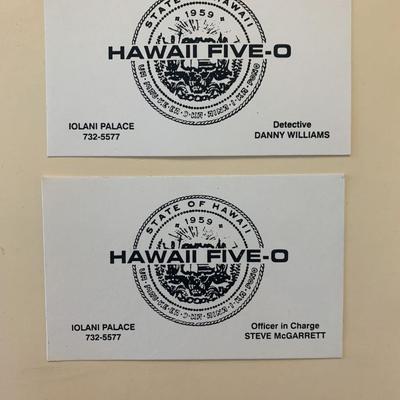 STATE OF HAWAII
1959
HAWAII FIVE-O
IOLANI PALACE
732-5577
Detective
DANNY WILLIAMS
STATE OF HAWAII
1959
HAWAII FIVE-O
IOLANI PALACE
732-5577
Officer in Charge
STEVE McGARRETT